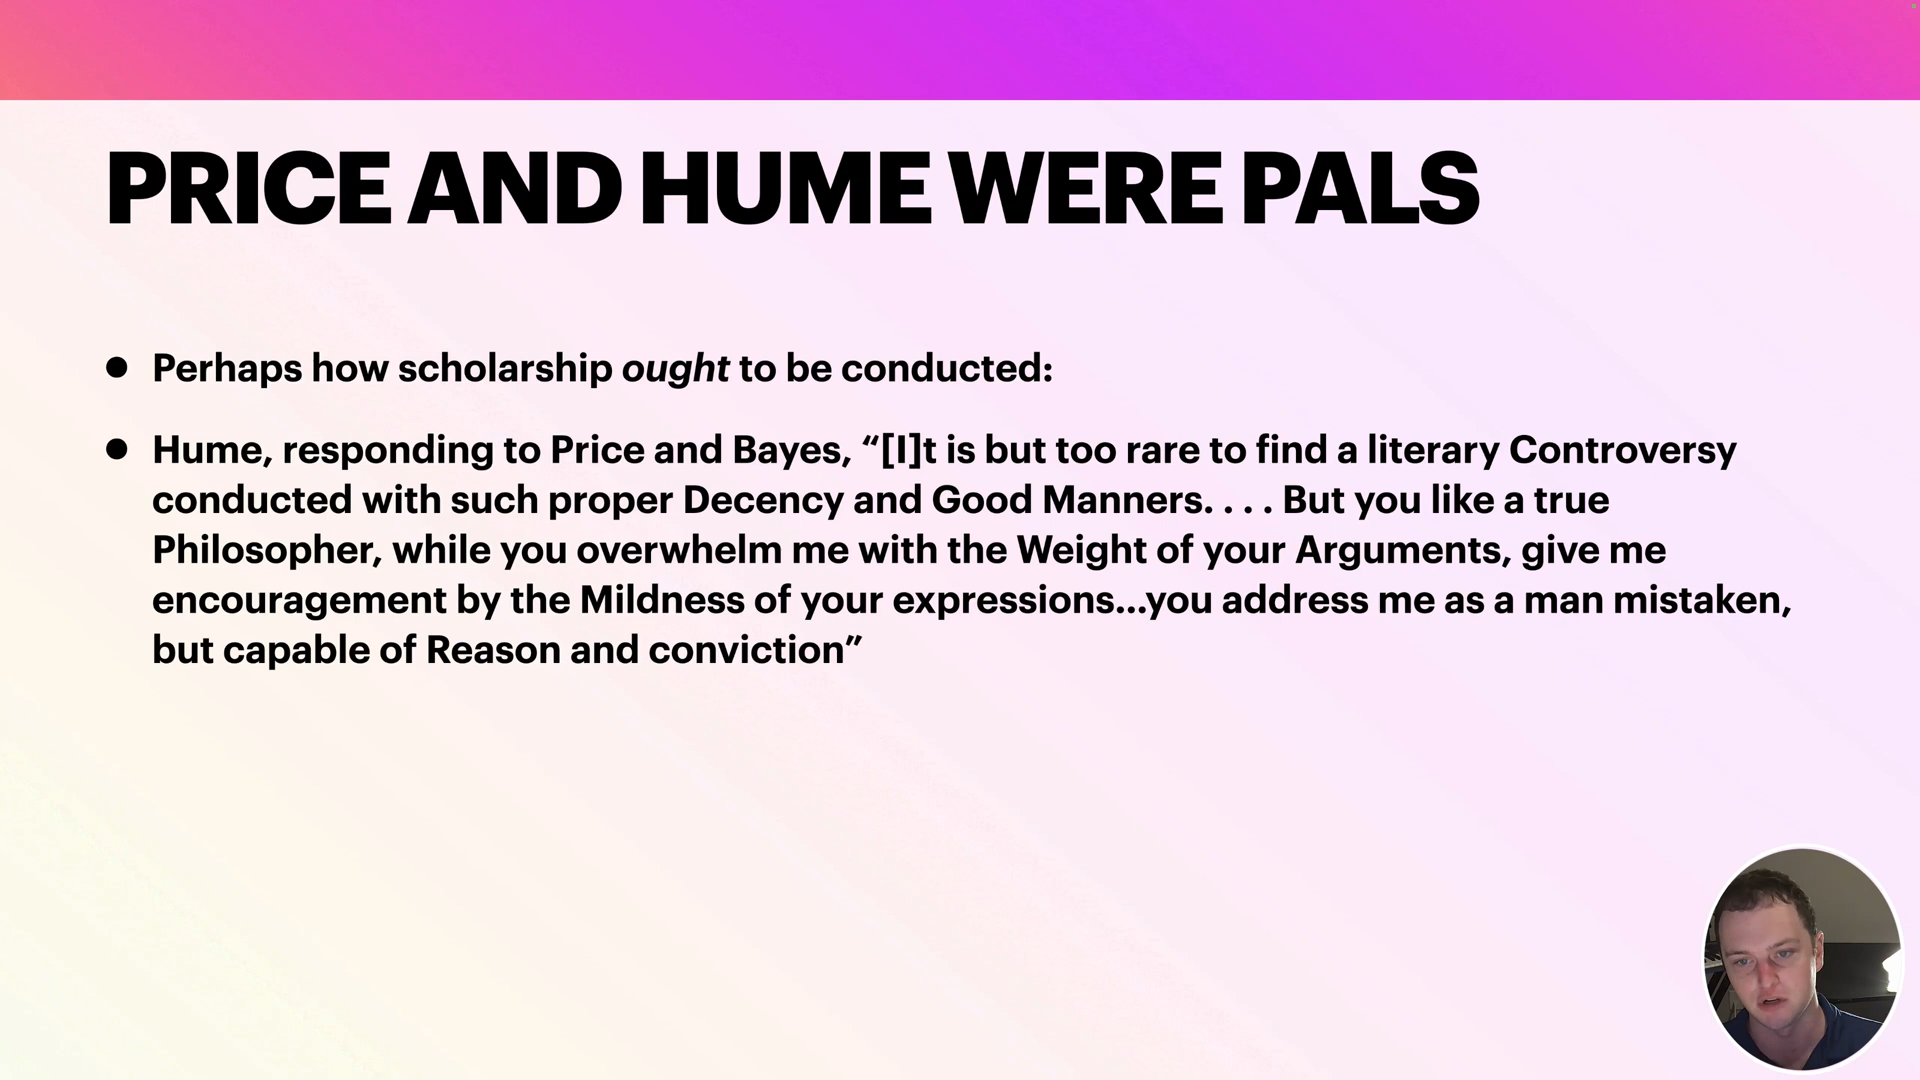 PRICE AND HUME WERE PALS
● Perhaps how scholarship ought to be conducted:
● Hume, responding to Price and Bayes, “[I]t is but too rare to find a literary Controversy
conducted with such proper Decency and Good Manners. . . . But you like a true
Philosopher, while you overwhelm me with the Weight of your Arguments, give me
encouragement by the Mildness of your expressions...you address me as a man mistaken,
but capable of Reason and conviction”